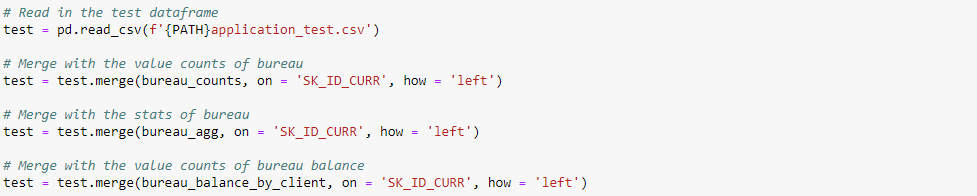 # Read in the test dataframe
test = pd.read_csv(f'{PATH}application_test.csv')
# Merge with the value counts of bureau
test = test.merge(bureau_counts, on = 'SK_ID_CURR', how = 'left')
# Merge with the stats of bureau
test = test.merge(bureau_agg, on = 'SK_ID_CURR', how = 'left')
# Merge with the value counts of bureau balance
test = test.merge(bureau_balance_by_client, on = 'SK_ID_CURR', how = 'left')